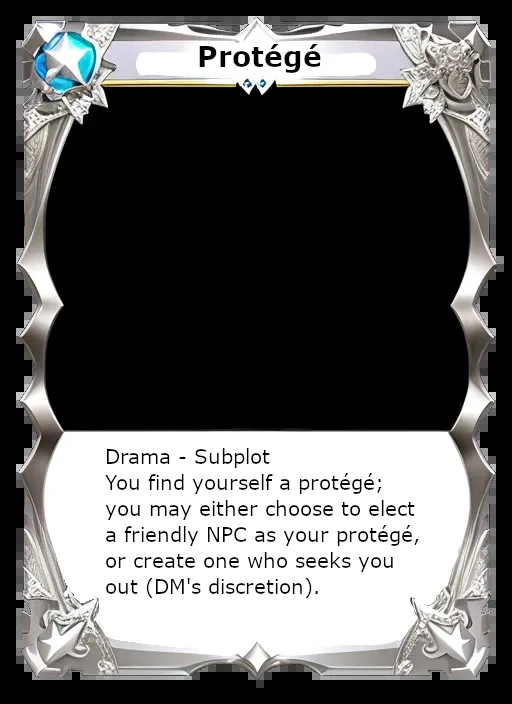 Protégé
Drama - Subplot
You find yourself a protégé;
you may either choose to elect
a friendly NPC as your protégé,
or create one who seeks you
out (DM's discretion).